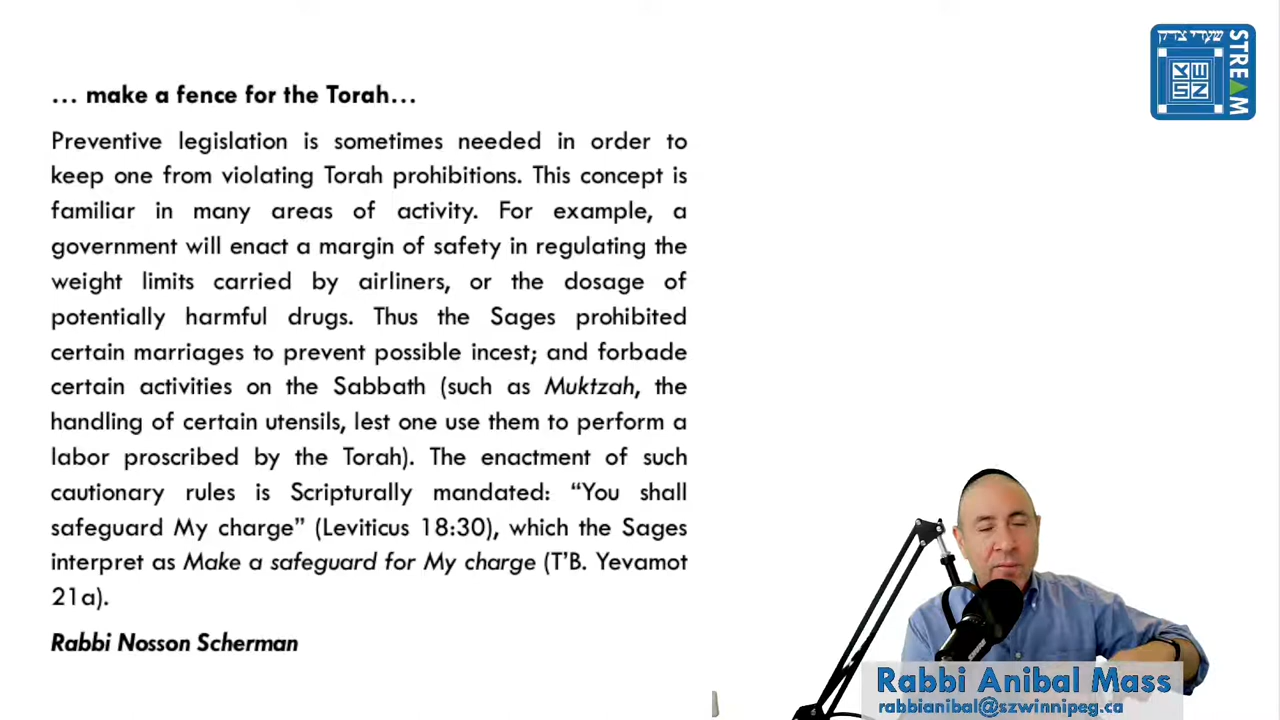 ... make a fence for the Torah...
Preventive legislation is sometimes needed in order to
keep one from violating Torah prohibitions. This concept is
familiar in many areas of activity. For example, a
government will enact a margin of safety in regulating the
weight limits carried by airliners, or the dosage of
potentially harmful drugs. Thus the Sages prohibited
certain marriages to prevent possible incest; and forbade
certain activities on the Sabbath (such as Muktzah, the
handling of certain utensils, lest one use them to perform a
labor proscribed by the Torah). The enactment of such
cautionary rules is Scripturally mandated: “You shall
safeguard My charge” (Leviticus 18:30), which the Sages
interpret as Make a safeguard for My charge (T’B. Yevamot
21a).
Rabbi Nosson Scherman
שערי צדק
STREAM
Rabbi Anibal Mass
rabbianibal@szwinnipeg.ca